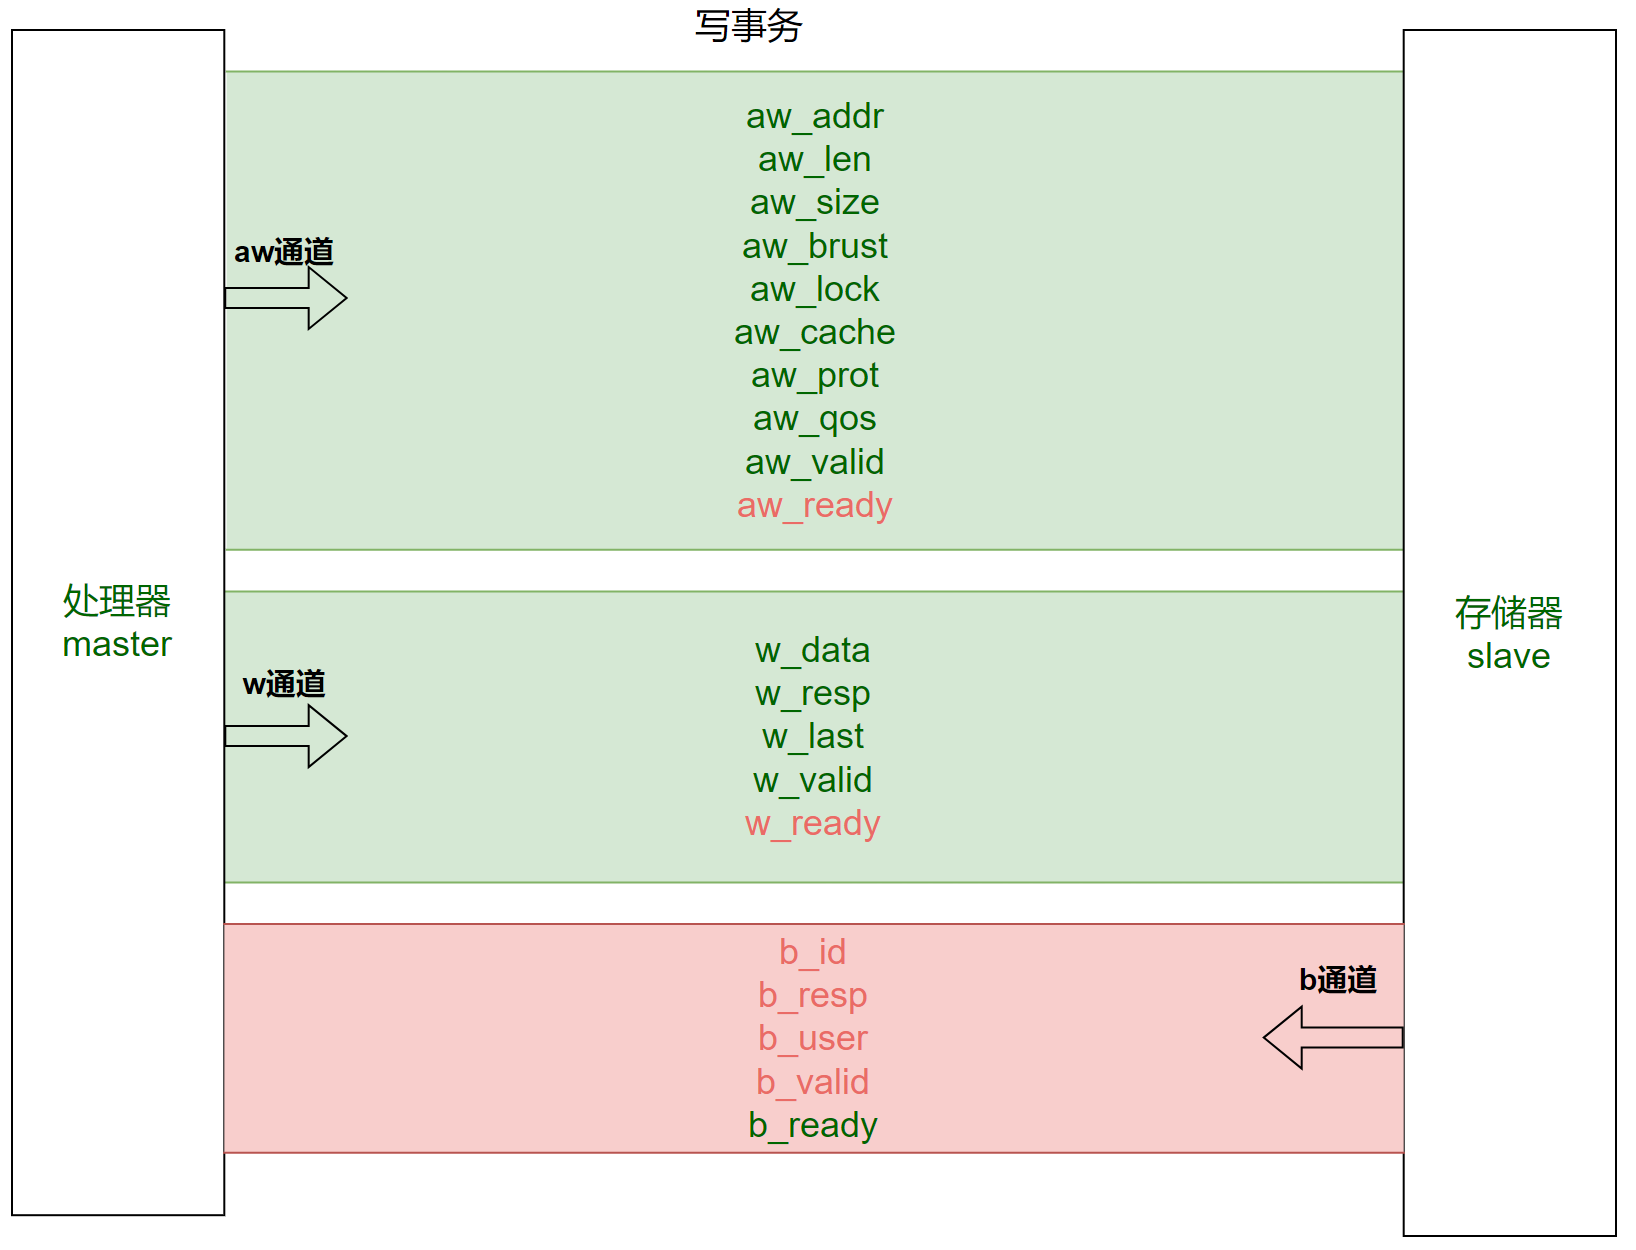 写事务
aw通道
aw_addr
aw_len
aw_size
aw_brust
aw_lock
aw_cache
aw_prot
aw_qos
aw_valid
aw_ready
处理器
master
存储器
slave
w通道
w_data
w_resp
w_last
w_valid
w_ready
b通道
b_id
b_resp
b_user
b_valid
b_ready